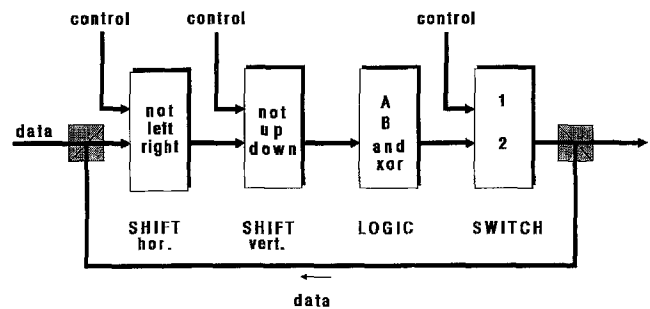 control
control
control
data
not
left
right
not
up
down
A
B
and
xor
1
2
SHIFT
hor.
SHIFT
vert.
LOGIC
SWITCH
data